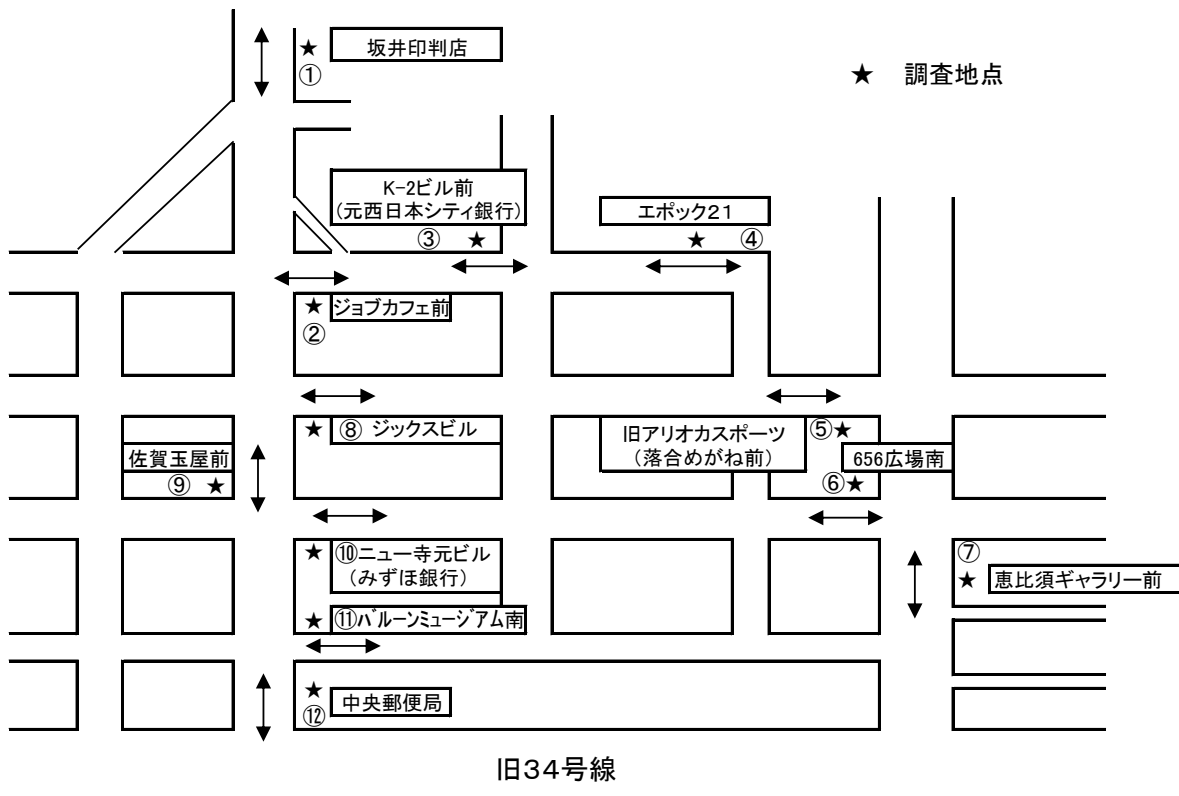 ★ 坂井印判店
①
★ 調査地点
K-2ビル前
(元西日本シティ銀行)
③ ★
エポック21
★ ④
★ ジョブカフェ前
②
★ ⑧ ジックスビル
旧アリオカスポーツ
(落合めがね前)
⑤★
佐賀玉屋前
⑨ ★
656広場南
⑥★
★ ⑩ニュー寺元ビル
(みずほ銀行)
⑦
★ 恵比須ギャラリー前
★ ⑪バルーンミュージアム南
★ 中央郵便局
⑫
旧34号線